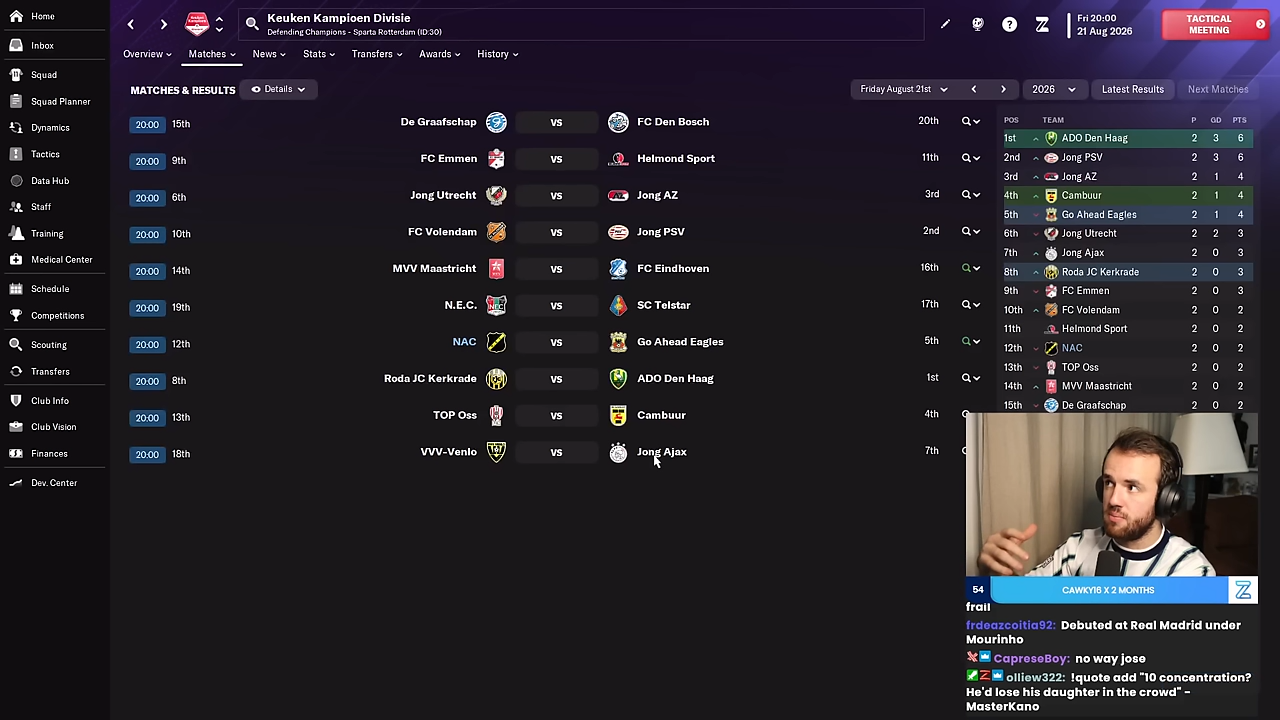 Home
Inbox
Squad
Squad Planner
Dynamics
Tactics
Data Hub
Staff
Training
Medical Center
Schedule
Competitions
Scouting
Transfers
Club Info
Club Vision
Finances
Dev. Center
Keuken Kampioen Divisie
Defending Champions - Sparta Rotterdam (ID:30)
Fri 20:00
21 Aug 2026
TACTICAL
MEETING
Overview Matches News Stats Transfers Awards History
MATCHES & RESULTS Details Friday August 21st 2026 Latest Results Next Matches
20:00 15th De Graafschap VS FC Den Bosch 20th
20:00 9th FC Emmen VS Helmond Sport 11th
20:00 6th Jong Utrecht VS Jong AZ 3rd
20:00 10th FC Volendam VS Jong PSV 2nd
20:00 14th MVV Maastricht VS FC Eindhoven 16th
20:00 19th N.E.C. VS SC Telstar 17th
20:00 12th NAC VS Go Ahead Eagles 5th
20:00 8th Roda JC Kerkrade VS ADO Den Haag 1st
20:00 13th TOP Oss VS Cambuur 4th
20:00 18th VVV-Venlo VS Jong Ajax 7th
POS TEAM P GD PTS
1st ADO Den Haag 2 3 6
2nd Jong PSV 2 3 6
3rd Jong AZ 2 1 4
4th Cambuur 2 1 4
5th Go Ahead Eagles 2 1 4
6th Jong Utrecht 2 2 3
7th Jong Ajax 2 0 3
8th Roda JC Kerkrade 2 0 3
9th FC Emmen 2 0 3
10th FC Volendam 2 0 2
11th Helmond Sport 2 0 2
12th NAC 2 0 2
13th TOP Oss 2 0 2
14th MVV Maastricht 2 0 2
15th De Graafschap 2 0 2
54 CAWKY16 X 2 MONTHS
frail
frdeazcoitia92: Debuted at Real Madrid under
Mourinho
CapreseBoy: no way jose
olliew322: !quote add "10 concentration?
He'd lose his daughter in the crowd" -
MasterKano